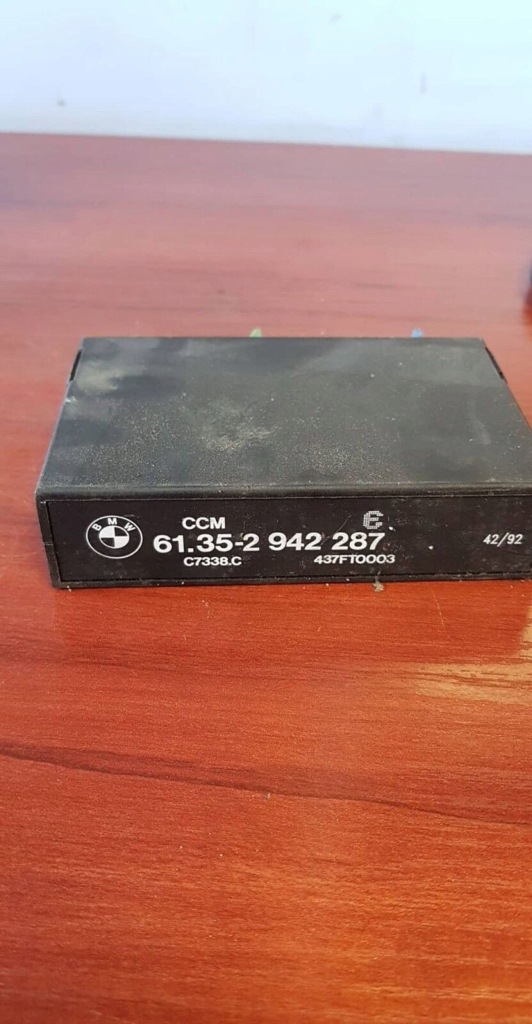 BMW
CCM
Є
61.35-2 942 287
42/92
C7338.C 437FT0003